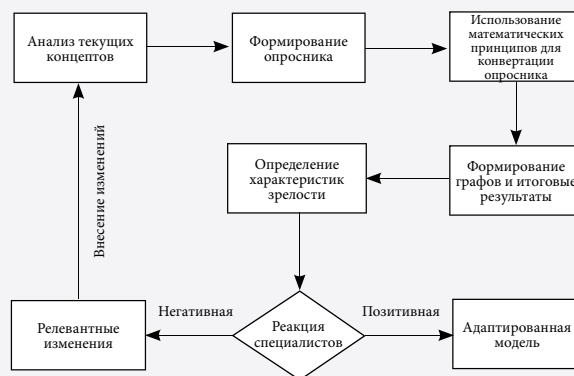 Анализ текущих
концептов
Формирование
опросника
Использование
математических
принципов для
конвертации
опросника
Внесение изменений
Определение
характеристик
зрелости
Формирование
графов и итоговые
результаты
Релевантные
изменения
Негативная
Реакция
специалистов
Позитивная
Адаптированная
модель